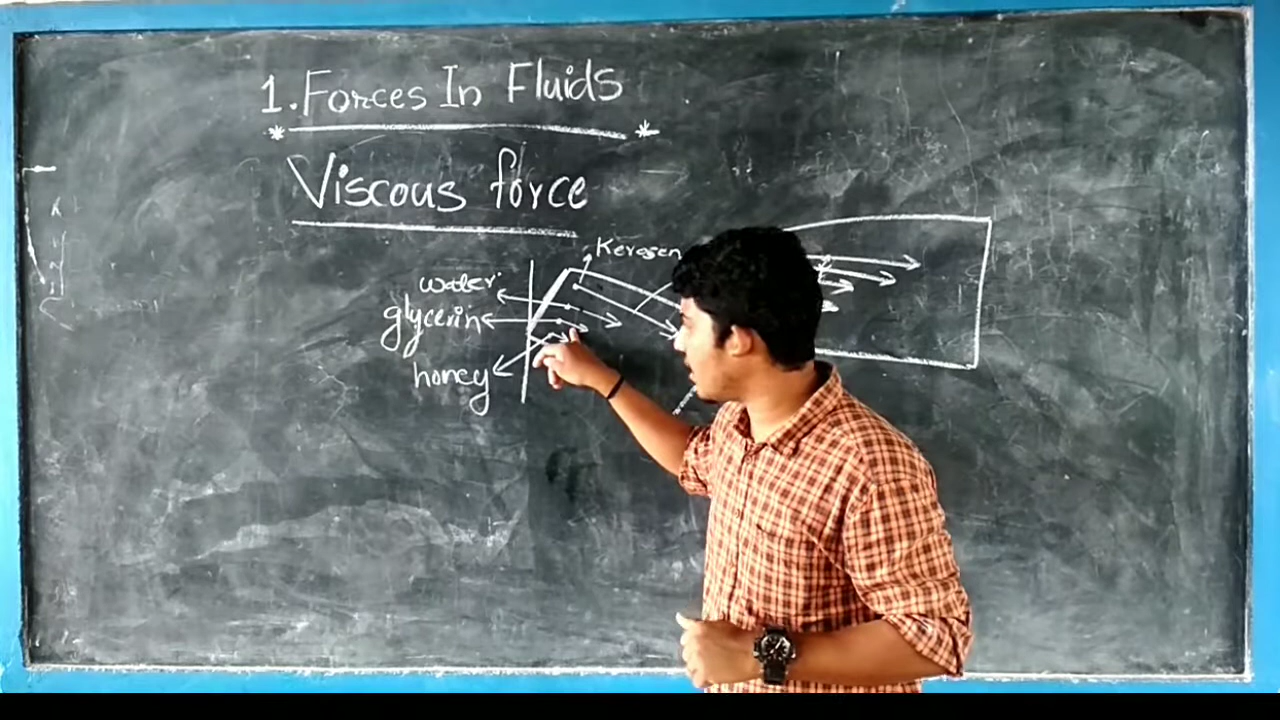 1. Forces In Fluids
Viscous force
Kerosen
water
glycerin
honey